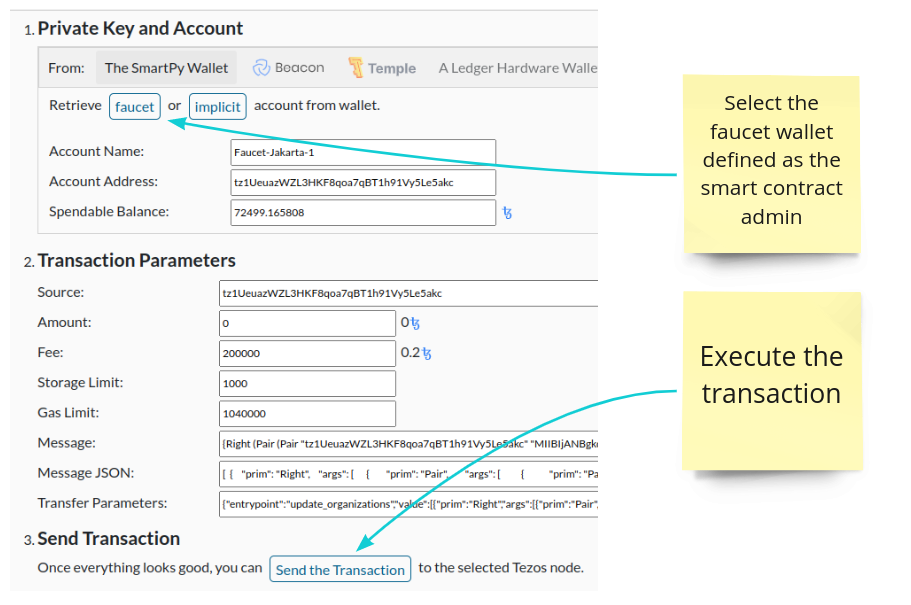 1. Private Key and Account
From: The SmartPy Wallet Beacon Temple A Ledger Hardware Walle
Retrieve faucet or implicit account from wallet.
Account Name: Faucet-Jakarta-1
Account Address: tz1UeuazWZL3HKF8qoa7qBT1h91Vy5Le5akc
Spendable Balance: 72499.165808 ꜩ
2. Transaction Parameters
Source: tz1UeuazWZL3HKF8qoa7qBT1h91Vy5Le5akc
Amount: 0 0ꜩ
Fee: 200000 0.2ꜩ
Storage Limit: 1000
Gas Limit: 1040000
Message: {Right (Pair (Pair "tz1UeuazWZL3HKF8qoa7qBT1h91Vy5Le5akc" "MIIBIjANBgk
Message JSON: [ { "prim": "Right", "args": [ { "prim": "Pair", "args": [ { "prim": "Pa
Transfer Parameters: {"entrypoint":"update_organizations","value":[{"prim":"Right","args":[{"prim":"Pair",
3. Send Transaction
Once everything looks good, you can Send the Transaction to the selected Tezos node.
Select the
faucet wallet
defined as the
smart contract
admin
Execute the
transaction